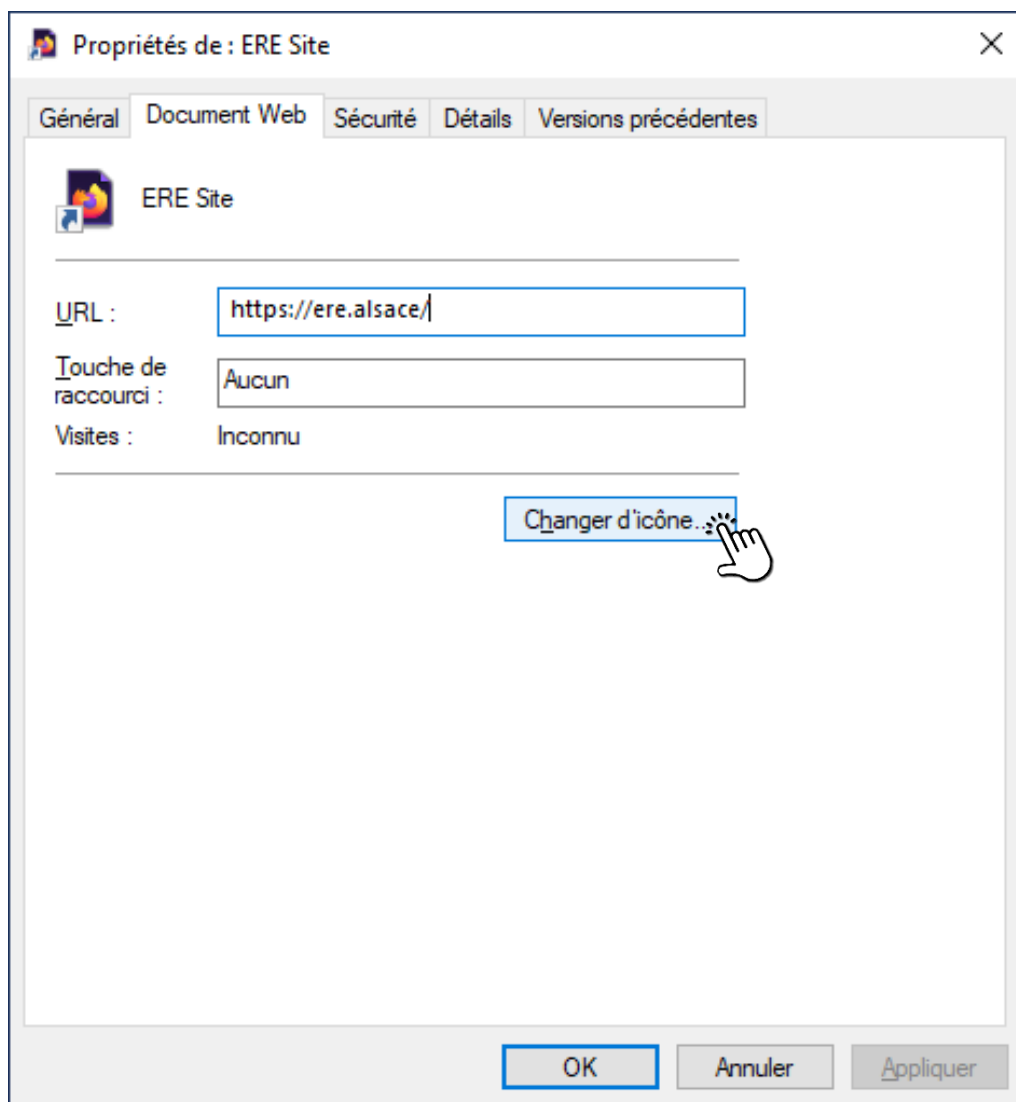 Propriétés de : ERE Site
Général Document Web Sécurité Détails Versions précédentes
ERE Site
URL : https://ere.alsace/
Touche de
raccourci : Aucun
Visites : Inconnu
Changer d'icône...
OK Annuler Appliquer